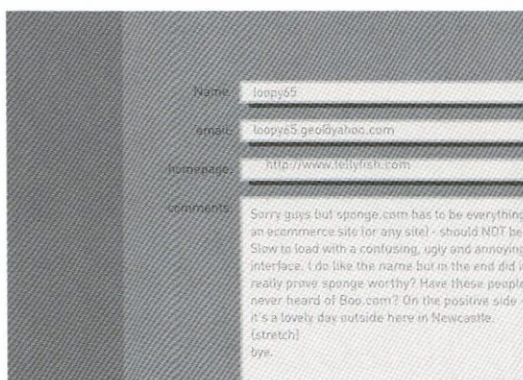 Name: loopy65
email: loopy65.geo@yahoo.com
homepage: http://www.tellyfish.com
comments: Sorry guys but sponge.com has to be everything
an ecommerce site (or any site) - should NOT be
Slow to load with a confusing, ugly and annoying
interface. I do like the name but in the end did
really prove sponge worthy? Have these people
never heard of Boo.com? On the positive side
it's a lovely day outside here in Newcastle.
(stretch)
bye.